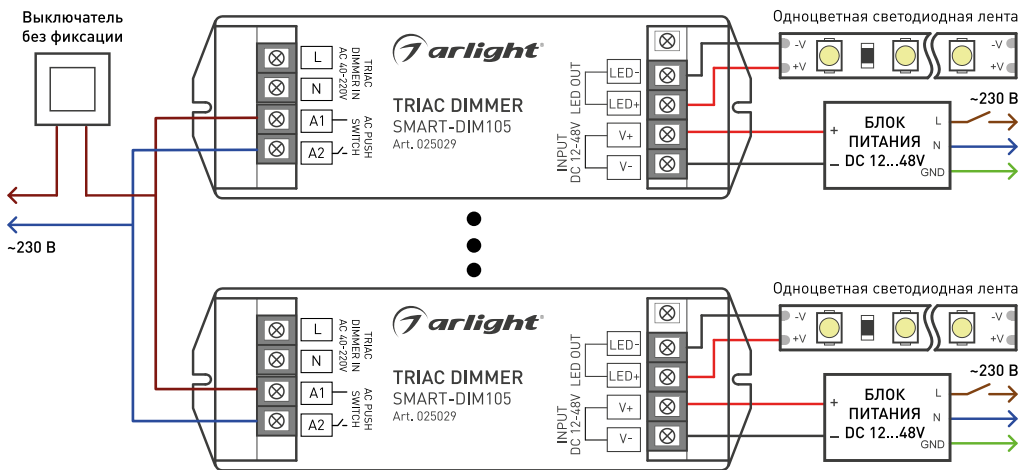 Выключатель
без фиксации
~230 В
L
N
A1
A2
TRIAC
DIMMER IN
AC 40-220V
AC PUSH
SWITCH
arlight®
TRIAC DIMMER
SMART-DIM105
Art. 025029
LED-
LED+
V+
V-
LED OUT
INPUT
DC 12-48V
Одноцветная светодиодная лента
-V
+V
-V
+V
+
–
БЛОК
ПИТАНИЯ
DC 12...48V
L
N
GND
~230 В
L
N
A1
A2
TRIAC
DIMMER IN
AC 40-220V
AC PUSH
SWITCH
arlight®
TRIAC DIMMER
SMART-DIM105
Art. 025029
LED-
LED+
V+
V-
LED OUT
INPUT
DC 12-48V
Одноцветная светодиодная лента
-V
+V
-V
+V
+
–
БЛОК
ПИТАНИЯ
DC 12...48V
L
N
GND
~230 В